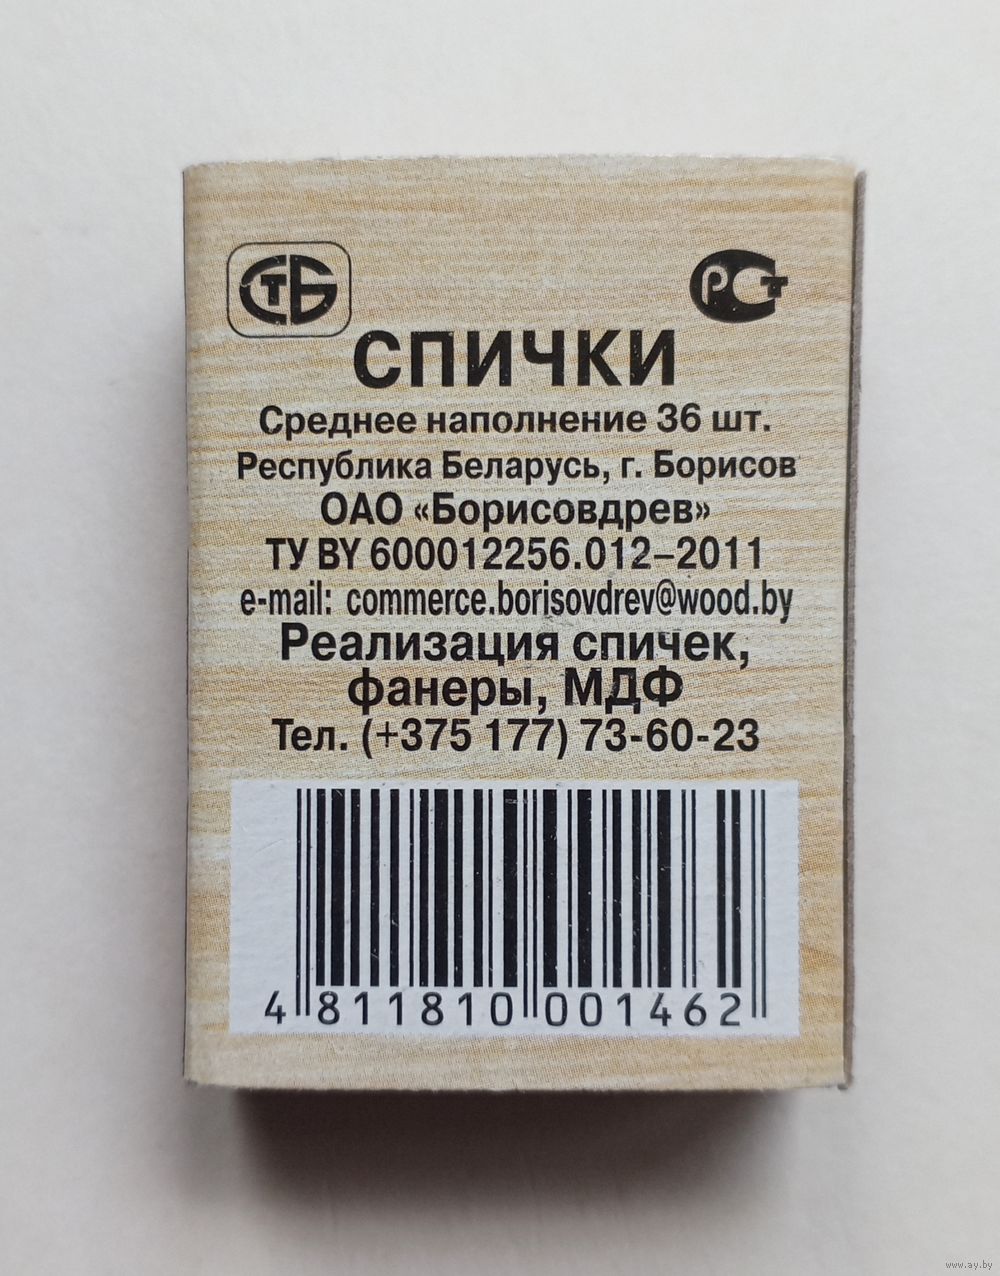 СТБ
РСТ
СПИЧКИ
Среднее наполнение 36 шт.
Республика Беларусь, г. Борисов
ОАО «Борисовдрев»
ТУ BY 600012256.012–2011
e-mail: commerce.borisovdrev@wood.by
Реализация спичек,
фанеры, МДФ
Тел. (+375 177) 73-60-23
4 811810 001462
www.ay.by